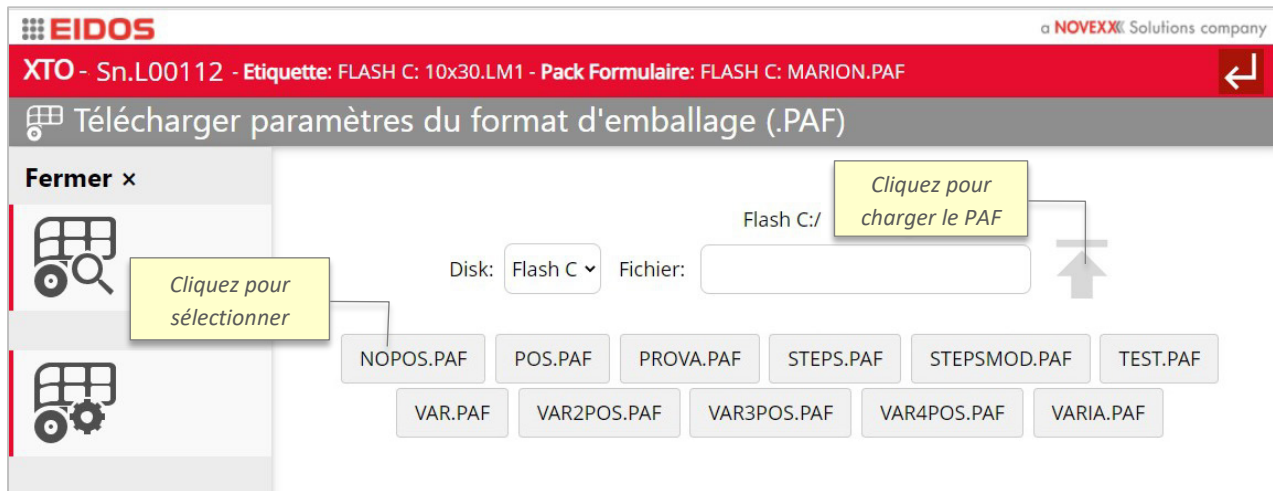 EIDOS
a NOVEXX Solutions company
XTO - Sn.L00112 - Etiquette: FLASH C: 10x30.LM1 - Pack Formulaire: FLASH C: MARION.PAF
Télécharger paramètres du format d'emballage (.PAF)
Fermer ×
Cliquez pour
charger le PAF
Flash C:/
Disk: Flash C Fichier:
Cliquez pour
sélectionner
NOPOS.PAF POS.PAF PROVA.PAF STEPS.PAF STEPSMOD.PAF TEST.PAF
VAR.PAF VAR2POS.PAF VAR3POS.PAF VAR4POS.PAF VARIA.PAF